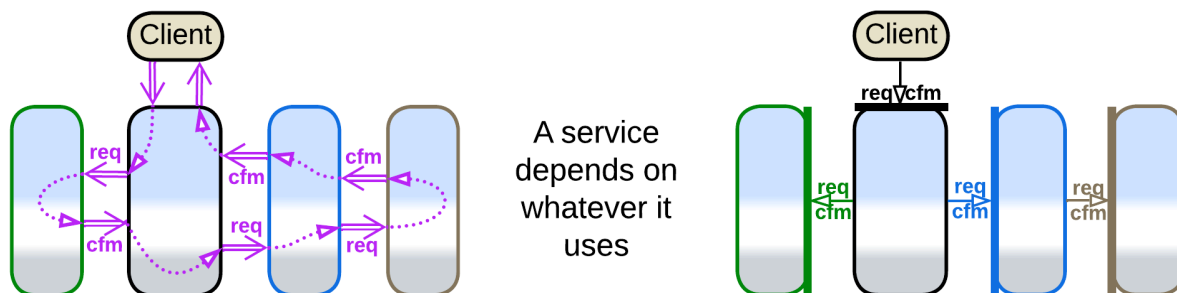 Client
req
cfm
cfm
cfm
req
req
A service
depends on
whatever it
uses
Client
req cfm
req
cfm
req
cfm
req
cfm